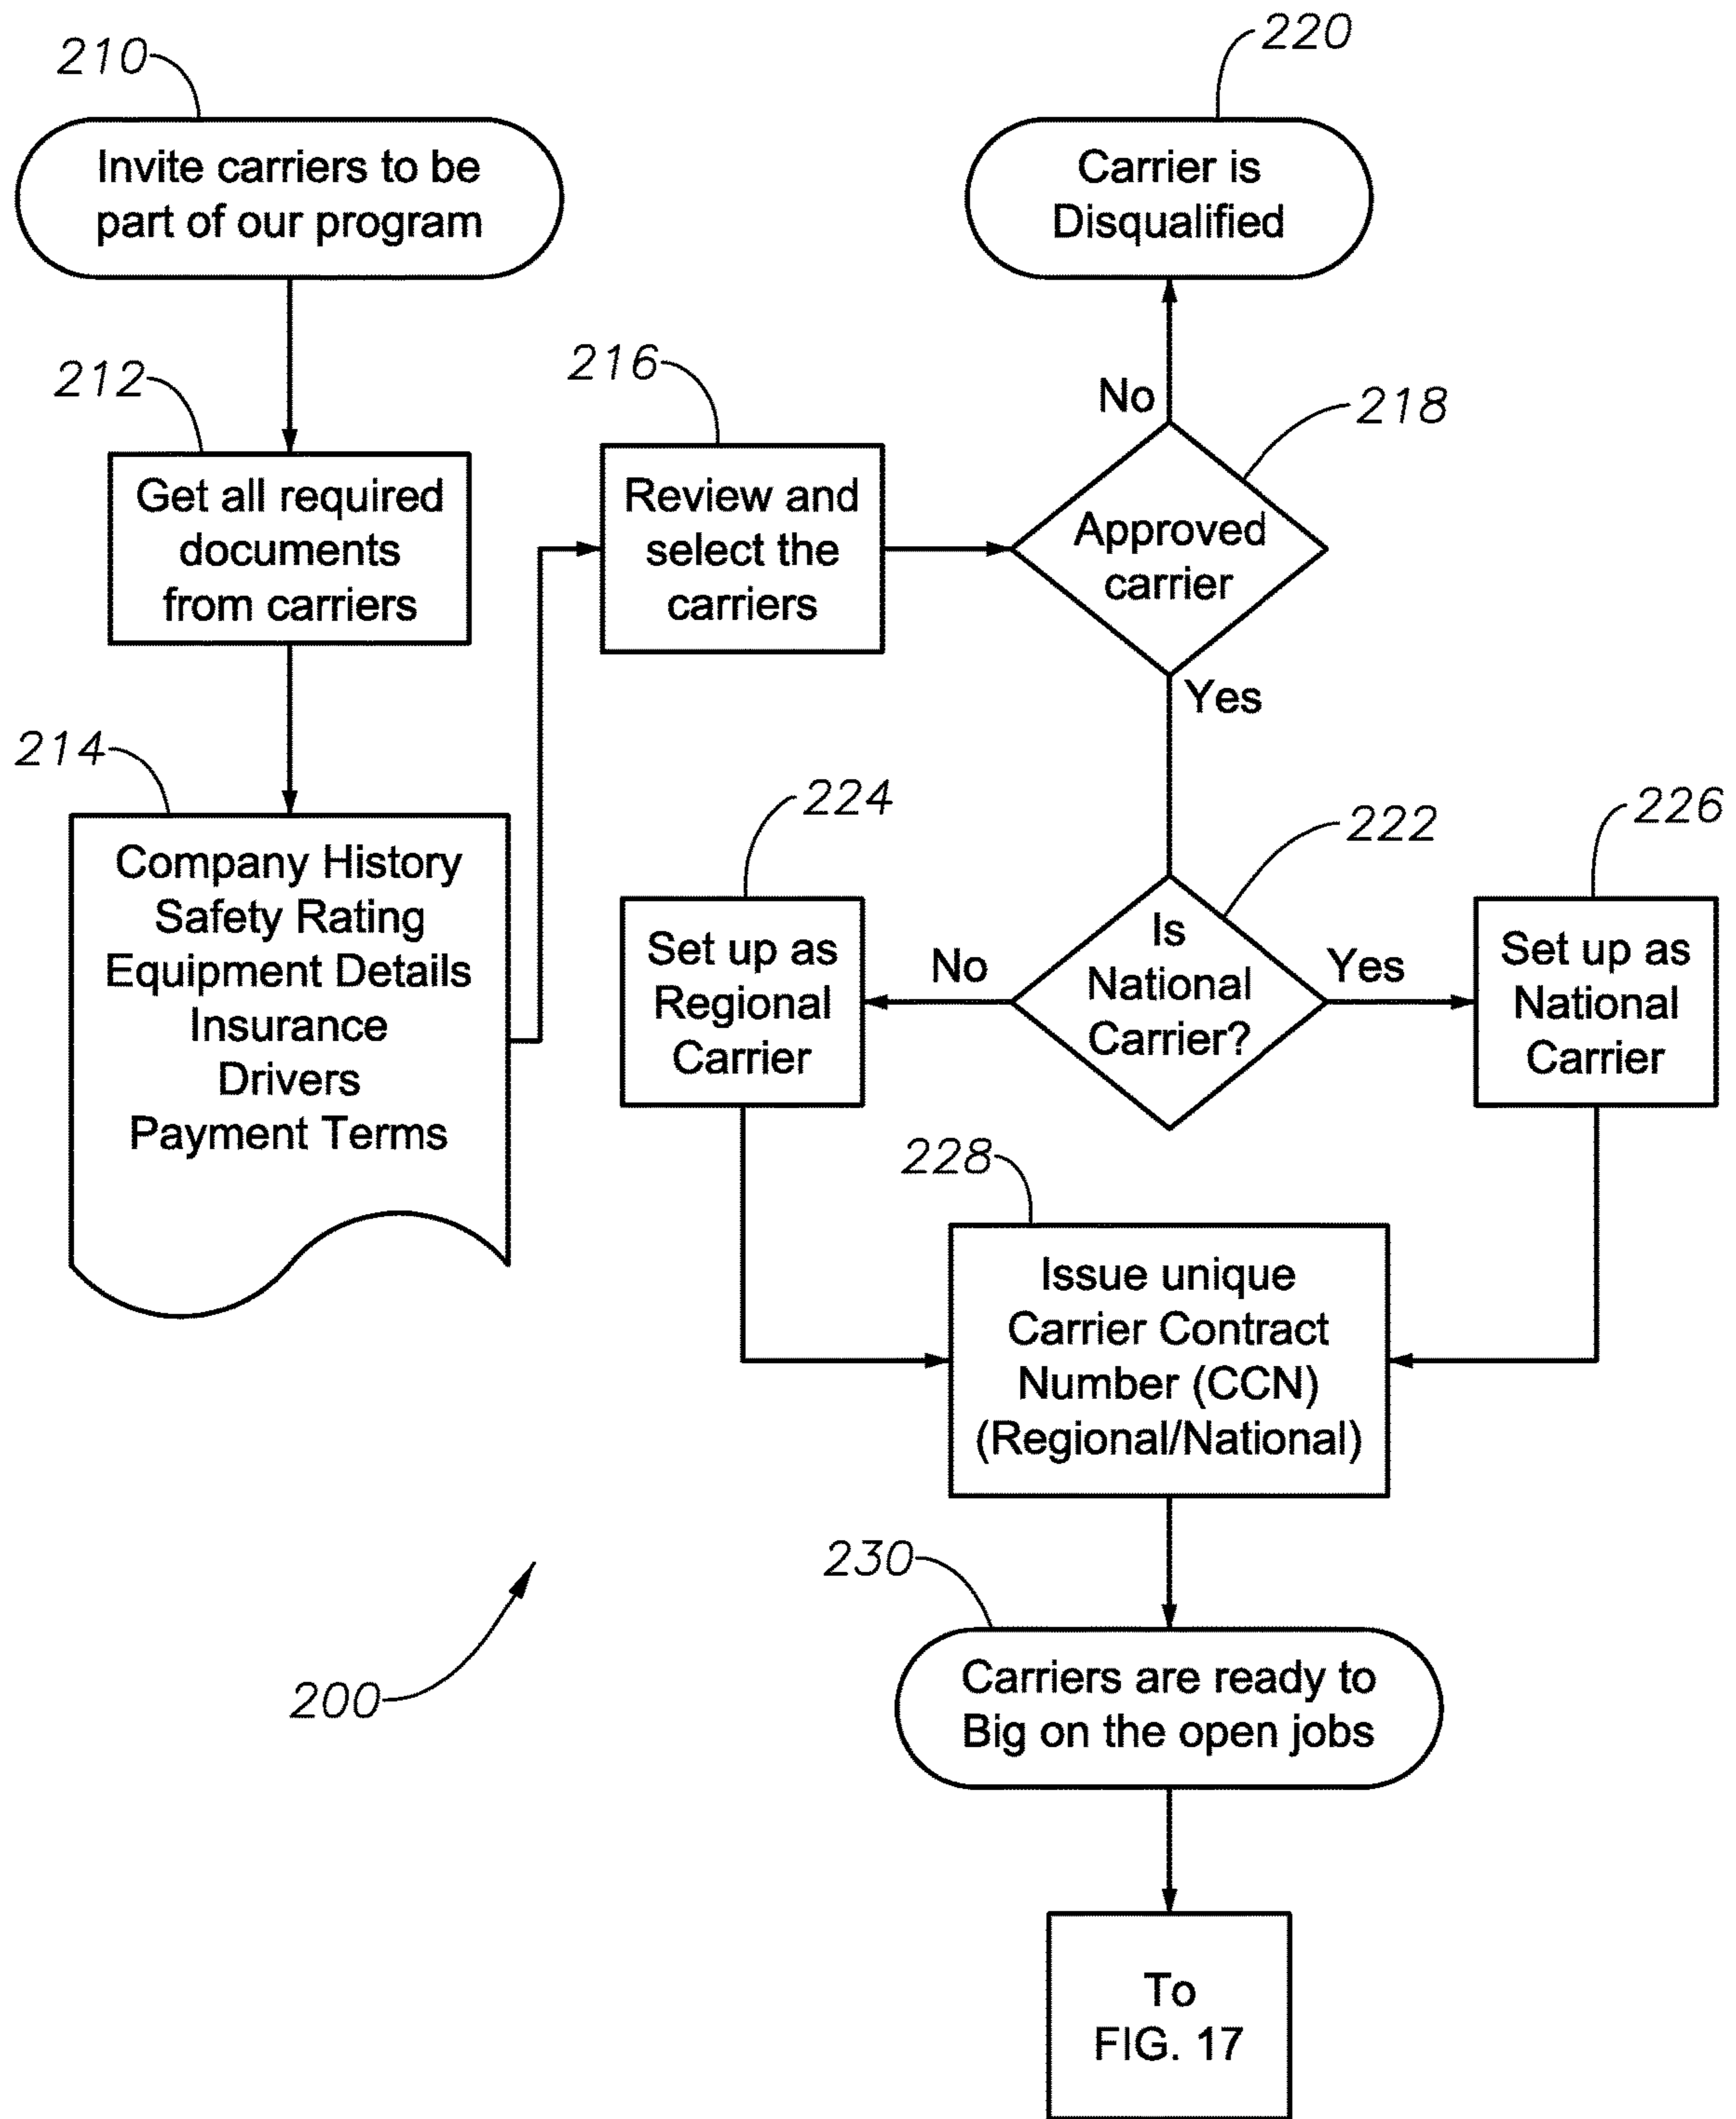 210
Invite carriers to be
part of our program
212
Get all required
documents
from carriers
214
Company History
Safety Rating
Equipment Details
Insurance
Drivers
Payment Terms
216
Review and
select the
carriers
218
Approved
carrier
No
220
Carrier is
Disqualified
Yes
222
Is
National
Carrier?
No
224
Set up as
Regional
Carrier
Yes
226
Set up as
National
Carrier
228
Issue unique
Carrier Contract
Number (CCN)
(Regional/National)
230
Carriers are ready to
Big on the open jobs
To
FIG. 17
200